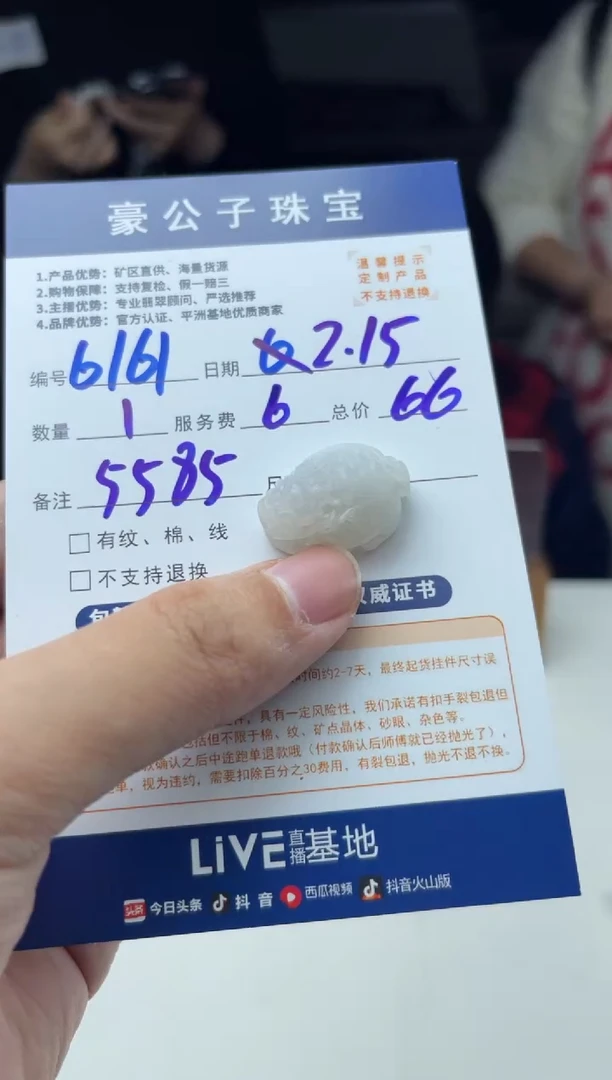 豪公子珠宝
1.产品优势：矿区直供、海量货源
2.购物保障：支持复检、假一赔三
3.主播优势：专业翡翠顾问、严选推荐
4.品牌优势：官方认证、平洲基地优质商家
温馨提示
定制产品
不支持退换
编号 6161 日期 2.15
数量 1 服务费 6 总价 66
备注 5585
□ 有纹、棉、线
□ 不支持退换
威证书
时间约2-7天，最终起货挂件尺寸误
具有一定风险性，我们承诺有扣手裂包退但
包括但不限于棉、纹、矿点晶体、砂眼、杂色等。
款确认之后中途跑单退款哦（付款确认后师傅就已经抛光了），
单，视为违约，需要扣除百分之30费用，有裂包退，抛光不退不换。
LiVE直播基地
今日头条 抖音 西瓜视频 抖音火山版